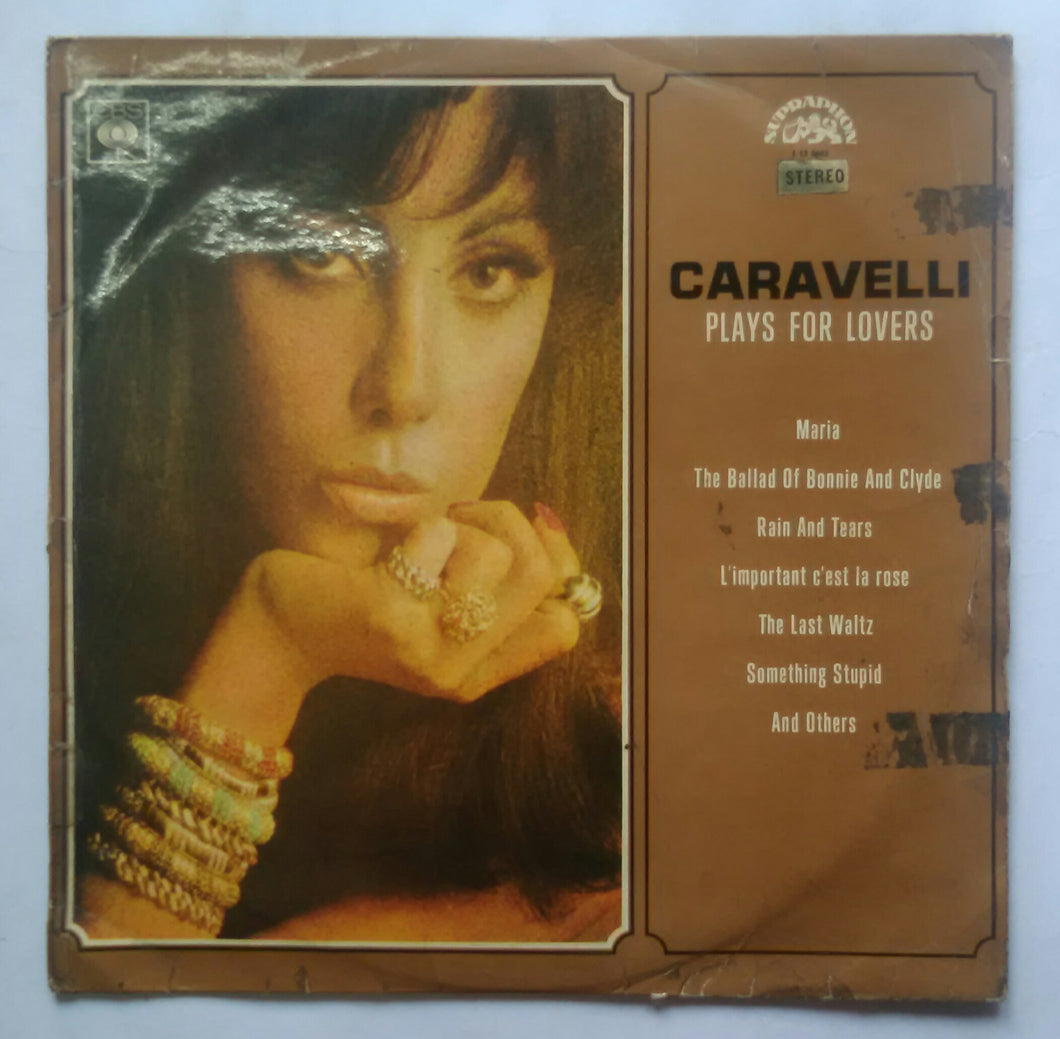 CBS
SUPRAPHON
STEREO
CARAVELLI
PLAYS FOR LOVERS
Maria
The Ballad Of Bonnie And Clyde
Rain And Tears
L'important c'est la rose
The Last Waltz
Something Stupid
And Others